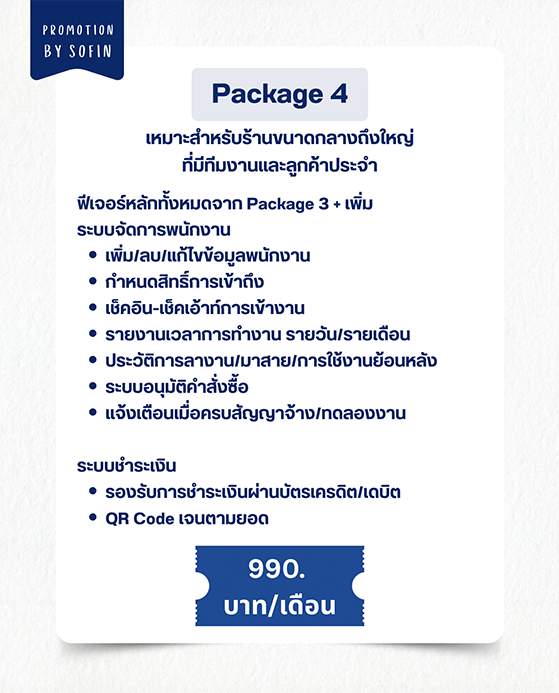 PROMOTION
BY SOFIN
Package 4
เหมาะสำหรับร้านขนาดกลางถึงใหญ่
ที่มีทีมงานและลูกค้าประจำ
ฟีเจอร์หลักทั้งหมดจาก Package 3 + เพิ่ม
ระบบจัดการพนักงาน
• เพิ่ม/ลบ/แก้ไขข้อมูลพนักงาน
• กำหนดสิทธิ์การเข้าถึง
• เช็คอิน-เช็คเอ้าท์การเข้างาน
• รายงานเวลาการทำงาน รายวัน/รายเดือน
• ประวัติการลางาน/มาสาย/การใช้งานย้อนหลัง
• ระบบอนุมัติคำสั่งซื้อ
• แจ้งเตือนเมื่อครบสัญญาจ้าง/ทดลองงาน
ระบบชำระเงิน
• รองรับการชำระเงินผ่านบัตรเครดิต/เดบิต
• QR Code เจนตามยอด
990.
บาท/เดือน